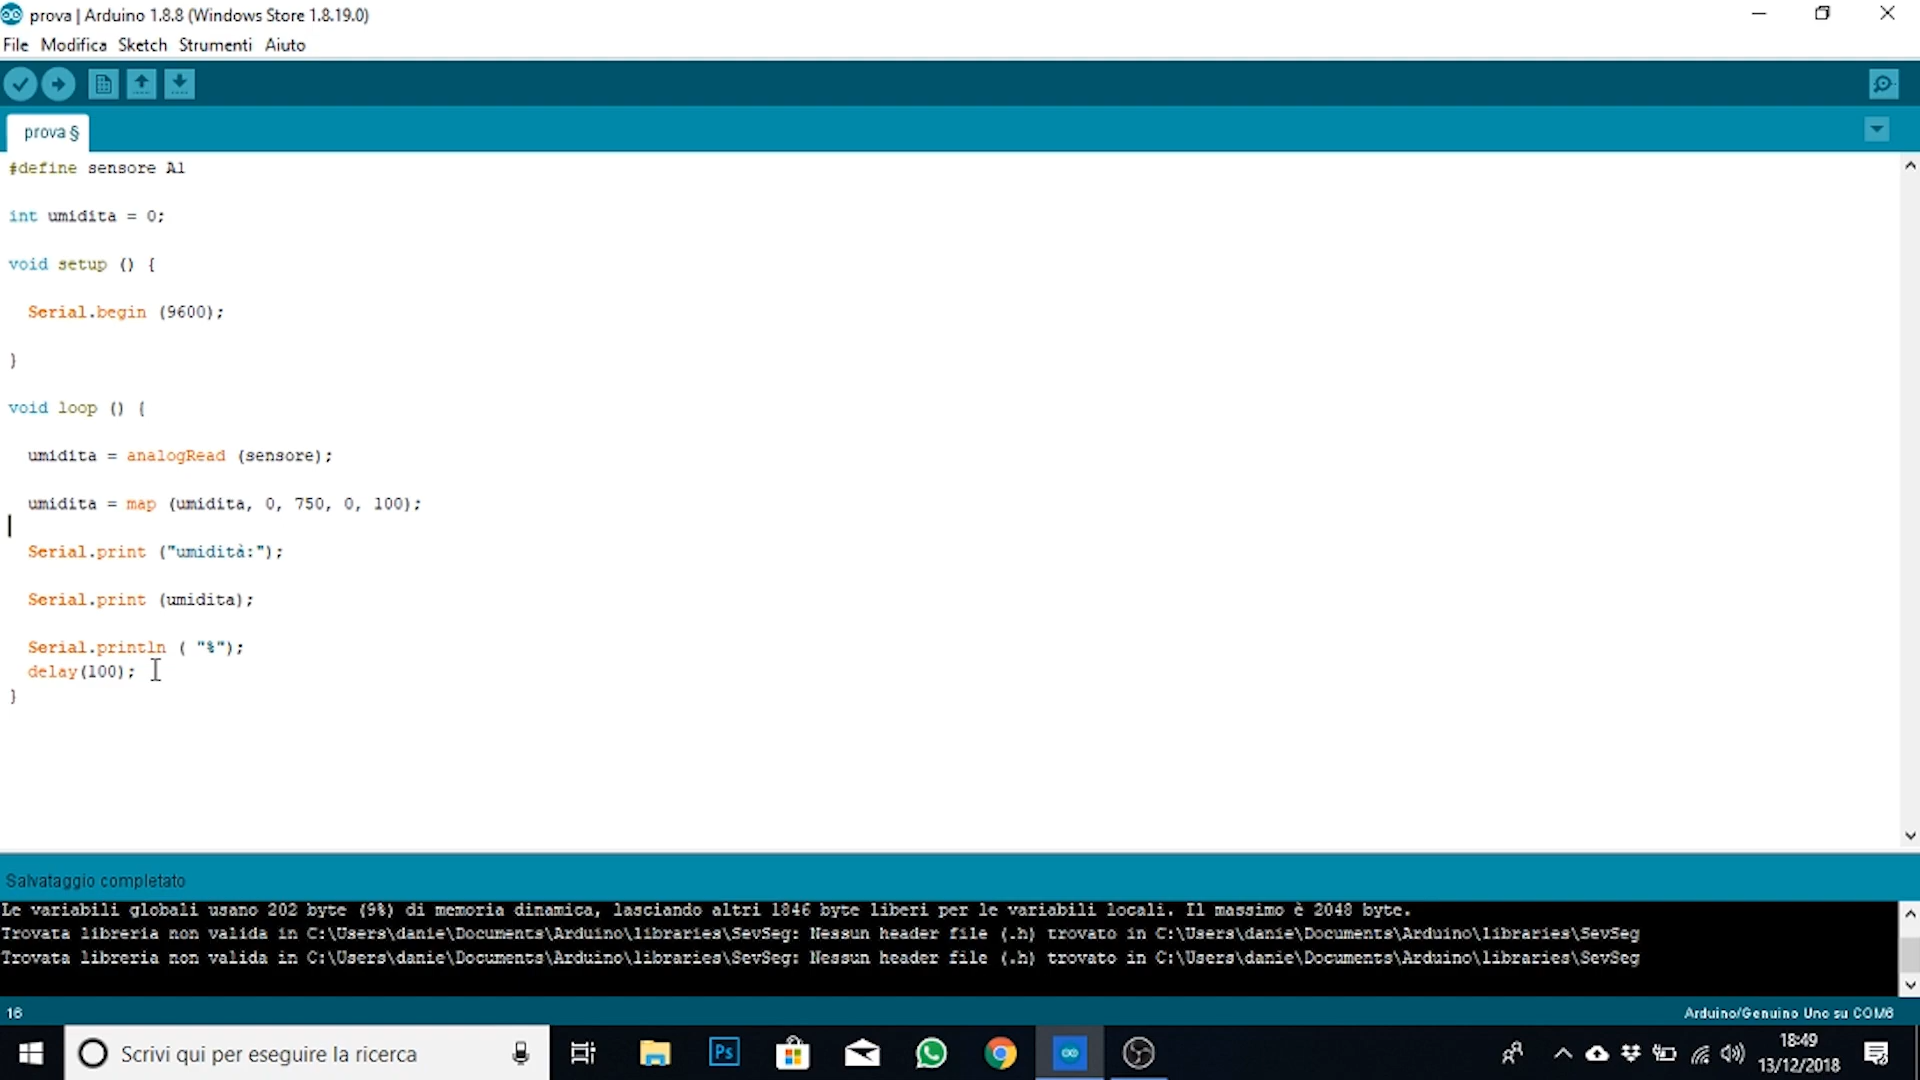 prova | Arduino 1.8.8 (Windows Store 1.8.19.0)
File Modifica Sketch Strumenti Aiuto
prova §
#define sensore A1
int umidita = 0;
void setup () {
Serial.begin (9600);
}
void loop () {
umidita = analogRead (sensore);
umidita = map (umidita, 0, 750, 0, 100);
Serial.print ("umidità:");
Serial.print (umidita);
Serial.println ( "%");
delay(100);
}
Salvataggio completato
Le variabili globali usano 202 byte (9%) di memoria dinamica, lasciando altri 1846 byte liberi per le variabili locali. Il massimo è 2048 byte.
Trovata libreria non valida in C:\Users\danie\Documents\Arduino\libraries\SevSeg: Nessun header file (.h) trovato in C:\Users\danie\Documents\Arduino\libraries\SevSeg
Trovata libreria non valida in C:\Users\danie\Documents\Arduino\libraries\SevSeg: Nessun header file (.h) trovato in C:\Users\danie\Documents\Arduino\libraries\SevSeg
16
Arduino/Genuino Uno su COM6
Scrivi qui per eseguire la ricerca
Ps
18:49
13/12/2018